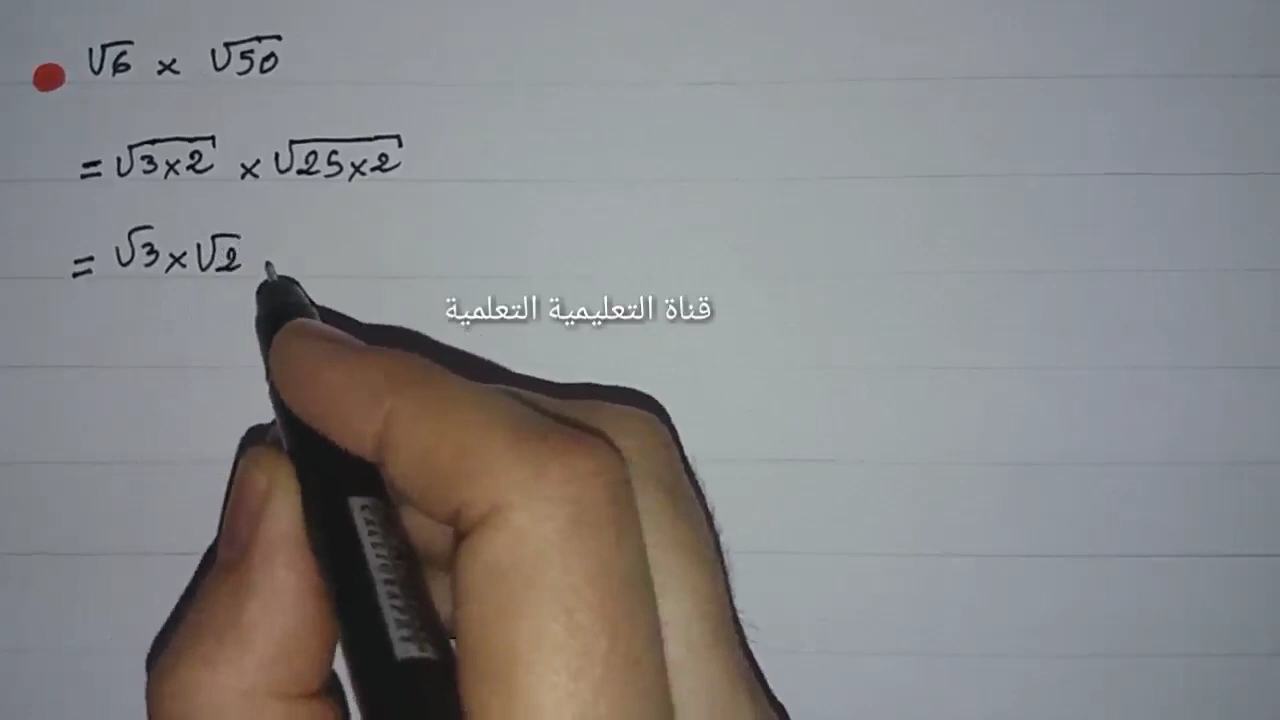 √6 × √50
= √3×2 × √25×2
= √3 × √2
قناة التعليمية التعلمية